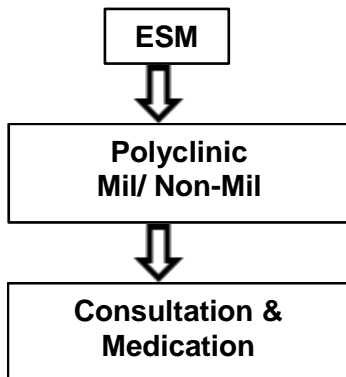 ESM
Polyclinic
Mil/ Non-Mil
Consultation &
Medication